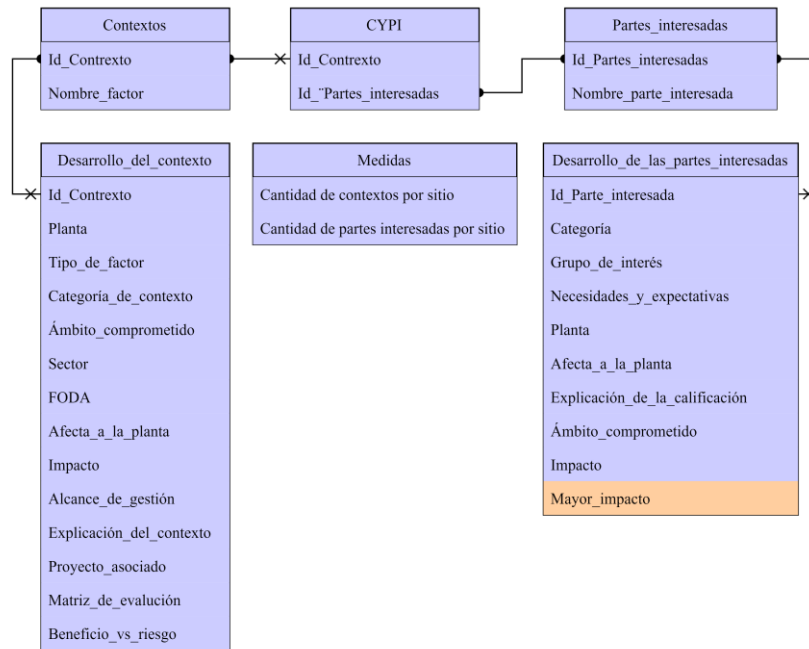 Contextos
Id_Contrexto
Nombre_factor
CYPI
Id_Contrexto
Id_¨Partes_interesadas
Partes_interesadas
Id_Partes_interesadas
Nombre_parte_interesada
Desarrollo_del_contexto
Id_Contrexto
Planta
Tipo_de_factor
Categoría_de_contexto
Ámbito_comprometido
Sector
FODA
Afecta_a_la_planta
Impacto
Alcance_de_gestión
Explicación_del_contexto
Proyecto_asociado
Matriz_de_evalución
Beneficio_vs_riesgo
Medidas
Cantidad de contextos por sitio
Cantidad de partes interesadas por sitio
Desarrollo_de_las_partes_interesadas
Id_Parte_interesada
Categoría
Grupo_de_interés
Necesidades_y_expectativas
Planta
Afecta_a_la_planta
Explicación_de_la_calificación
Ámbito_comprometido
Impacto
Mayor_impacto